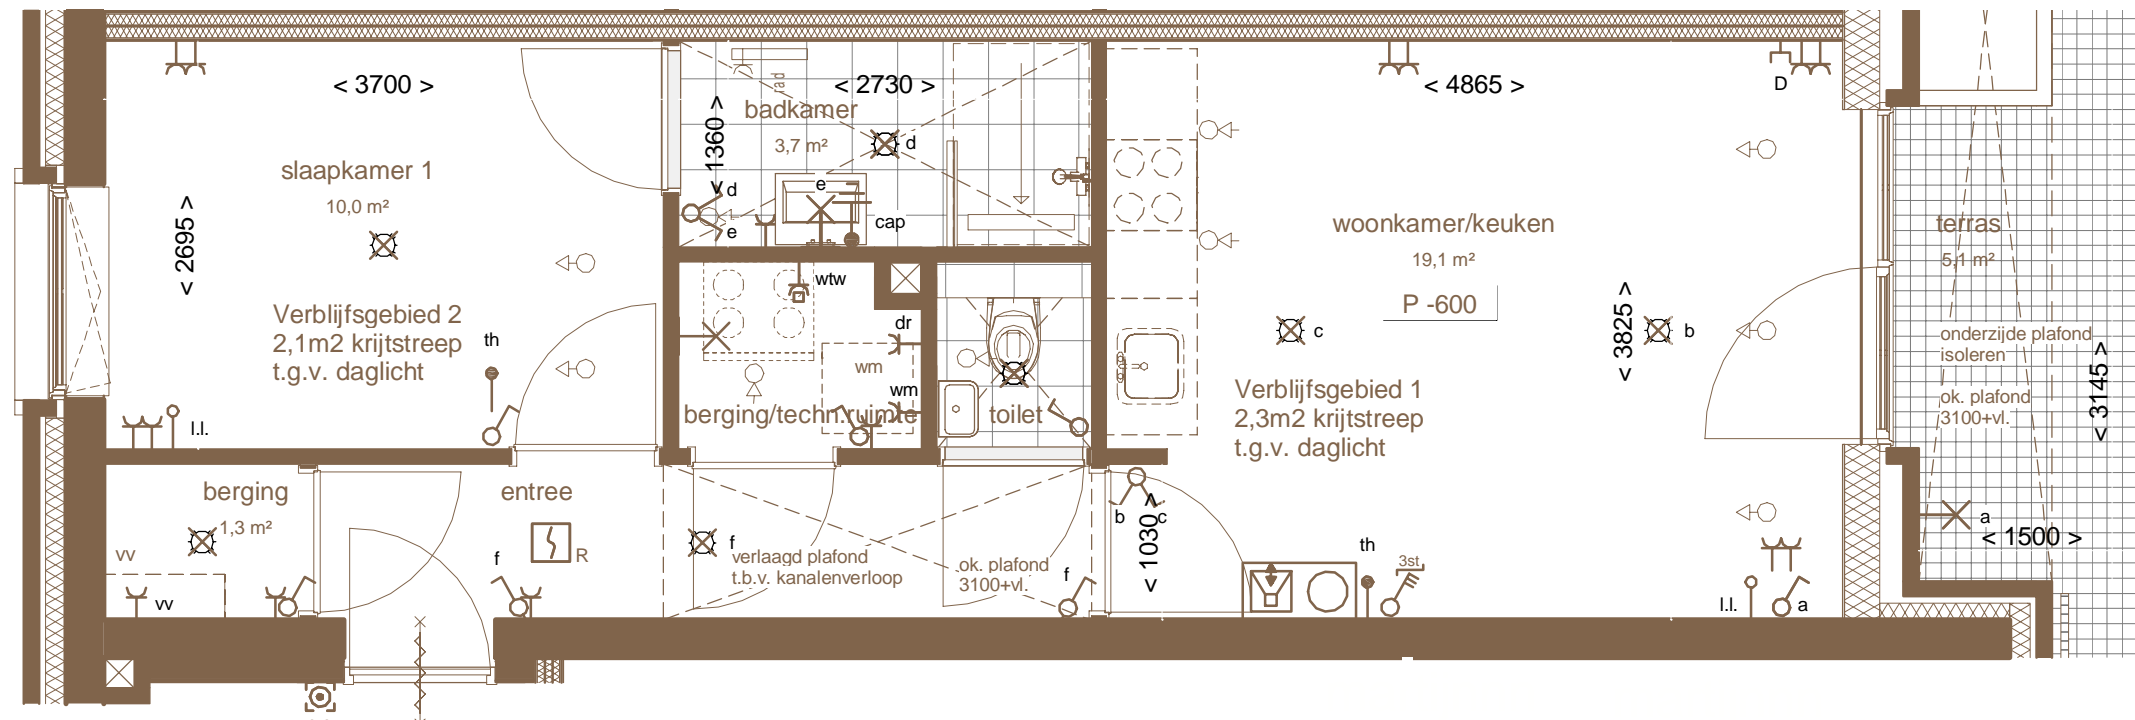 < 3700 >
slaapkamer 1
10,0 m²
< 2695 >
Verblijfsgebied 2
2,1m2 krijtstreep
t.g.v. daglicht
th
l.l.
rad
< 2730 >
badkamer
3,7 m²
< 1360 >
d
d
e
e
cap
wtw
dr
wm
wm
berging/techn.ruimte
toilet
< 4865 >
D
woonkamer/keuken
19,1 m²
P -600
c
b
< 3825 >
Verblijfsgebied 1
2,3m2 krijtstreep
t.g.v. daglicht
terras
5,1 m²
onderzijde plafond
isoleren
ok. plafond
3100+vl.
< 3145 >
a
< 1500 >
berging
1,3 m²
vv
vv
entree
R
f
f
verlaagd plafond
t.b.v. kanalenverloop
ok. plafond
3100+vl.
f
b
c
< 1030 >
th
3st
l.l.
a